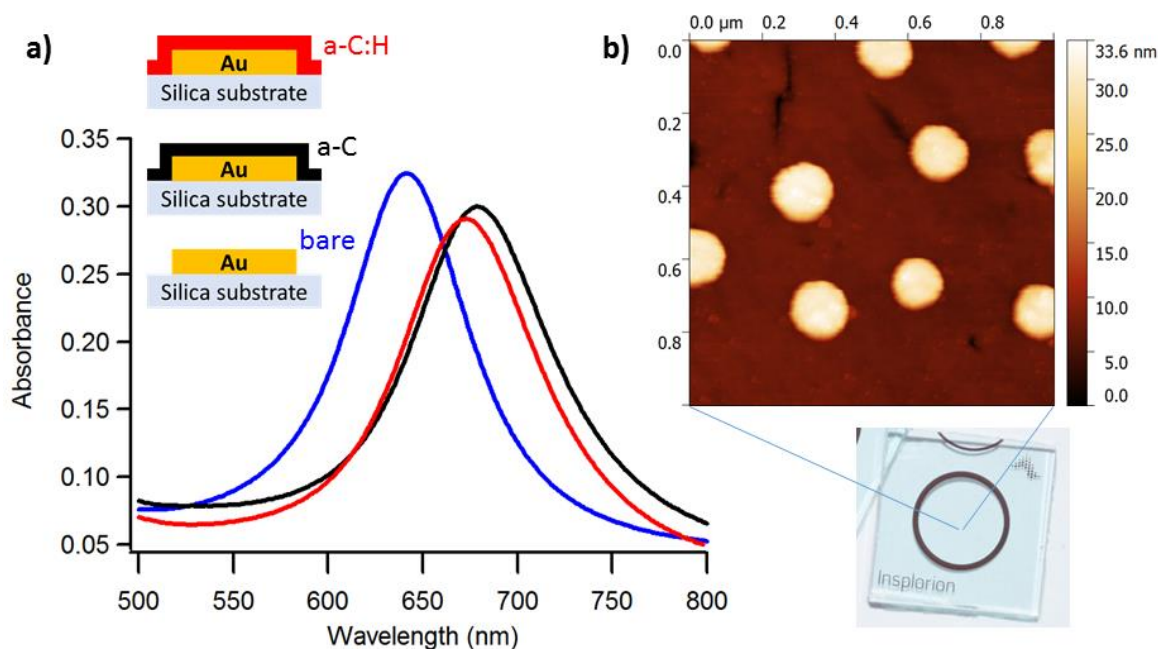 a)
a-C:H
Au
Silica substrate
a-C
Au
Silica substrate
bare
Au
Silica substrate
0.35
0.30
0.25
0.20
0.15
0.10
0.05
Absorbance
500 550 600 650 700 750 800
Wavelength (nm)
b)
0.0 µm 0.2 0.4 0.6 0.8
0.0
0.2
0.4
0.6
0.8
33.6 nm
30.0
25.0
20.0
15.0
10.0
5.0
0.0
Insplorion